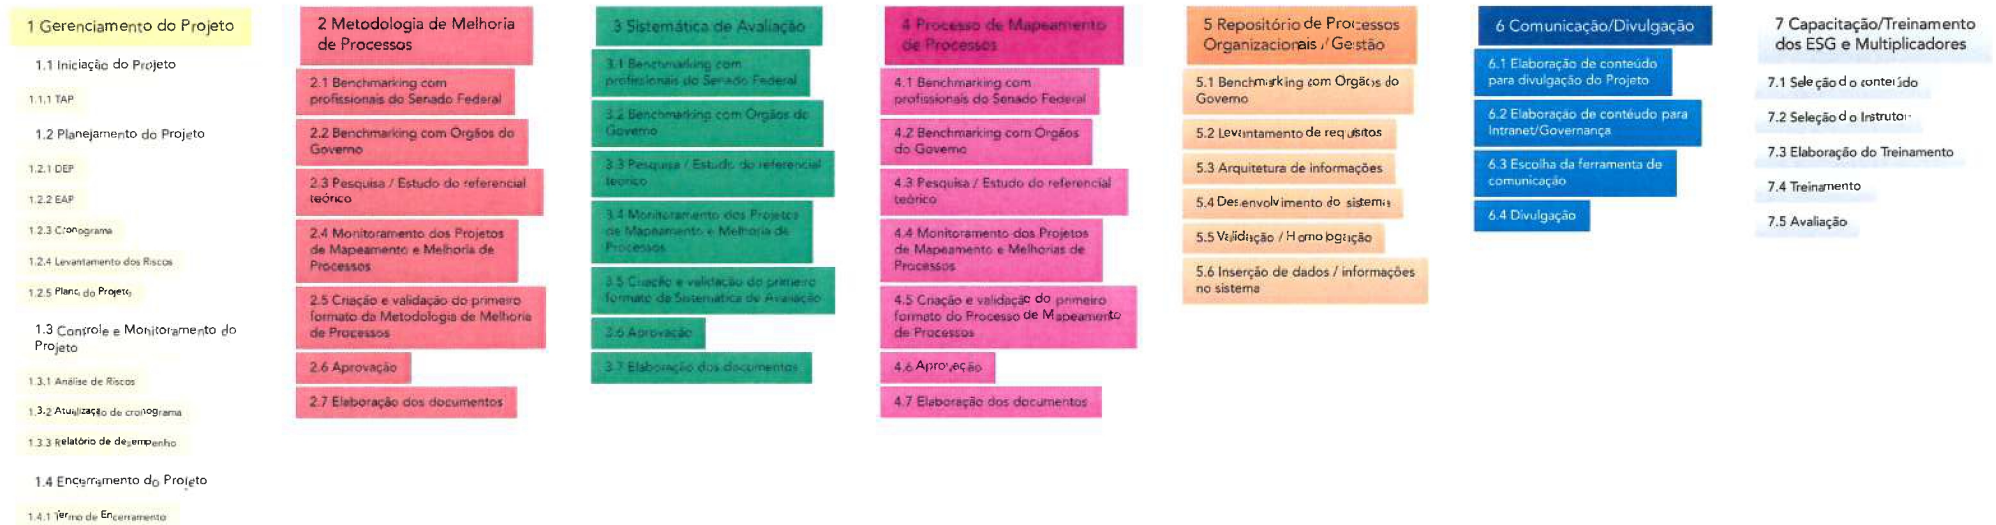 1 Gerenciamento do Projeto
1.1 Iniciação do Projeto
1.1.1 TAP
1.2 Planejamento do Projeto
1.2.1 DEP
1.2.2 EAP
1.2.3 Cronograma
1.2.4 Levantamento dos Riscos
1.2.5 Plano do Projeto
1.3 Controle e Monitoramento do
Projeto
1.3.1 Análise de Riscos
1.3.2 Atualização de cronograma
1.3.3 Relatório de desempenho
1.4 Encerramento do Projeto
1.4.1 Termo de Encerramento
2 Metodologia de Melhoria
de Processos
2.1 Benchmarking com
profissionais do Senado Federal
2.2 Benchmarking com Orgãos do
Governo
2.3 Pesquisa / Estudo do referencial
teórico
2.4 Monitoramento dos Projetos
de Mapeamento e Melhoria de
Processos
2.5 Criação e validação do primeiro
formato da Metodologia de Melhoria
de Processos
2.6 Aprovação
2.7 Elaboração dos documentos
3 Sistemática de Avaliação
3.1 Benchmarking com
profissionais do Senado Federal
3.2 Benchmarking com Orgãos do
Governo
3.3 Pesquisa / Estudo do referencial
teórico
3.4 Monitoramento dos Projetos
de Mapeamento e Melhoria de
Processos
3.5 Criação e validação do primeiro
formato da Sistemática de Avaliação
3.6 Aprovação
3.7 Elaboração dos documentos
4 Processo de Mapeamento
de Processos
4.1 Benchmarking com
profissionais do Senado Federal
4.2 Benchmarking com Orgãos
do Governo
4.3 Pesquisa / Estudo do referencial
teórico
4.4 Monitoramento dos Projetos
de Mapeamento e Melhorias de
Processos
4.5 Criação e validação do primeiro
formato do Processo de Mapeamento
de Processos
4.6 Aprovação
4.7 Elaboração dos documentos
5 Repositório de Processos
Organizacionais / Gestão
5.1 Benchmarking com Orgãos do
Governo
5.2 Levantamento de requisitos
5.3 Arquitetura de informações
5.4 Desenvolvimento do sistema
5.5 Validação / Homologação
5.6 Inserção de dados / informações
no sistema
6 Comunicação/Divulgação
6.1 Elaboração de conteúdo
para divulgação do Projeto
6.2 Elaboração de contéudo para
Intranet/Governança
6.3 Escolha da ferramenta de
comunicação
6.4 Divulgação
7 Capacitação/Treinamento
dos ESG e Multiplicadores
7.1 Seleção do conteúdo
7.2 Seleção do Instrutor
7.3 Elaboração do Treinamento
7.4 Treinamento
7.5 Avaliação